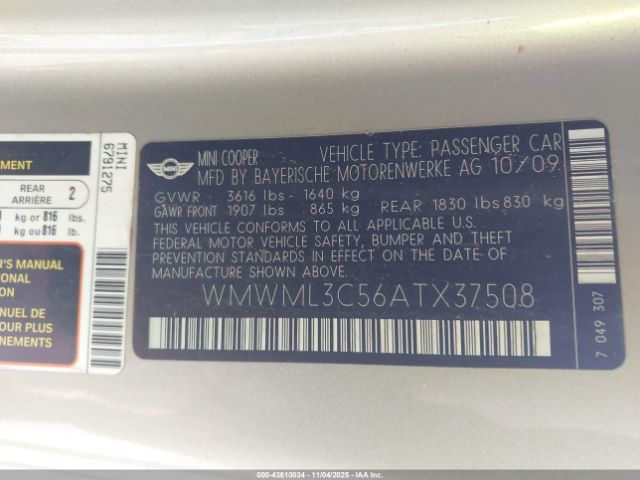 MENT
REAR
ARRIÈRE
2
kg or 816 lbs.
kg ou 816 lb.
R'S MANUAL
IONAL
ANUEL DE
OUR PLUS
NEMENTS
MINI
6791275
MINI
MINI COOPER
VEHICLE TYPE: PASSENGER CAR
MFD BY BAYERISCHE MOTORENWERKE AG 10/09
GVWR 3616 lbs - 1640 kg
GAWR FRONT 1907 lbs 865 kg REAR 1830 lbs 830 kg
THIS VEHICLE CONFORMS TO ALL APPLICABLE U.S.
FEDERAL MOTOR VEHICLE SAFETY, BUMPER AND THEFT
PREVENTION STANDARDS IN EFFECT ON THE DATE OF
MANUFACTURE SHOWN ABOVE.
WMWML3C56ATX37508
7 049 307
000-43610034 - 11/04/2025 - © IAA Inc.